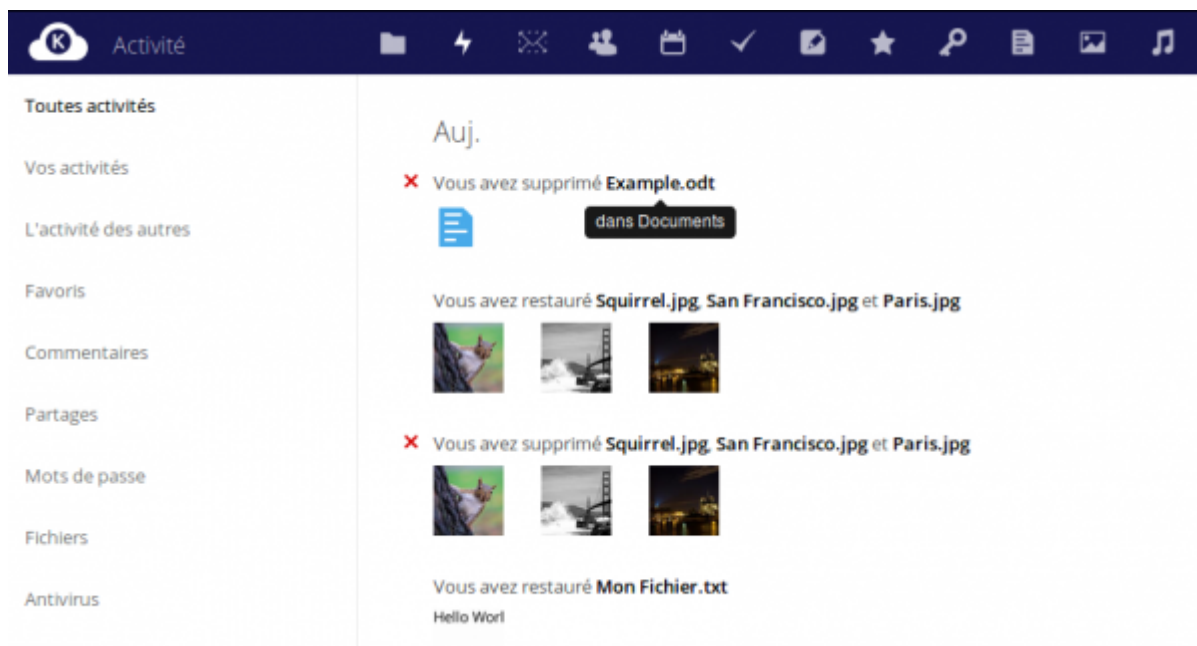 K
Activité
Toutes activités
Vos activités
L'activité des autres
Favoris
Commentaires
Partages
Mots de passe
Fichiers
Antivirus
Auj.
Vous avez supprimé Example.odt
dans Documents
Vous avez restauré Squirrel.jpg, San Francisco.jpg et Paris.jpg
Vous avez supprimé Squirrel.jpg, San Francisco.jpg et Paris.jpg
Vous avez restauré Mon Fichier.txt
Hello Worl